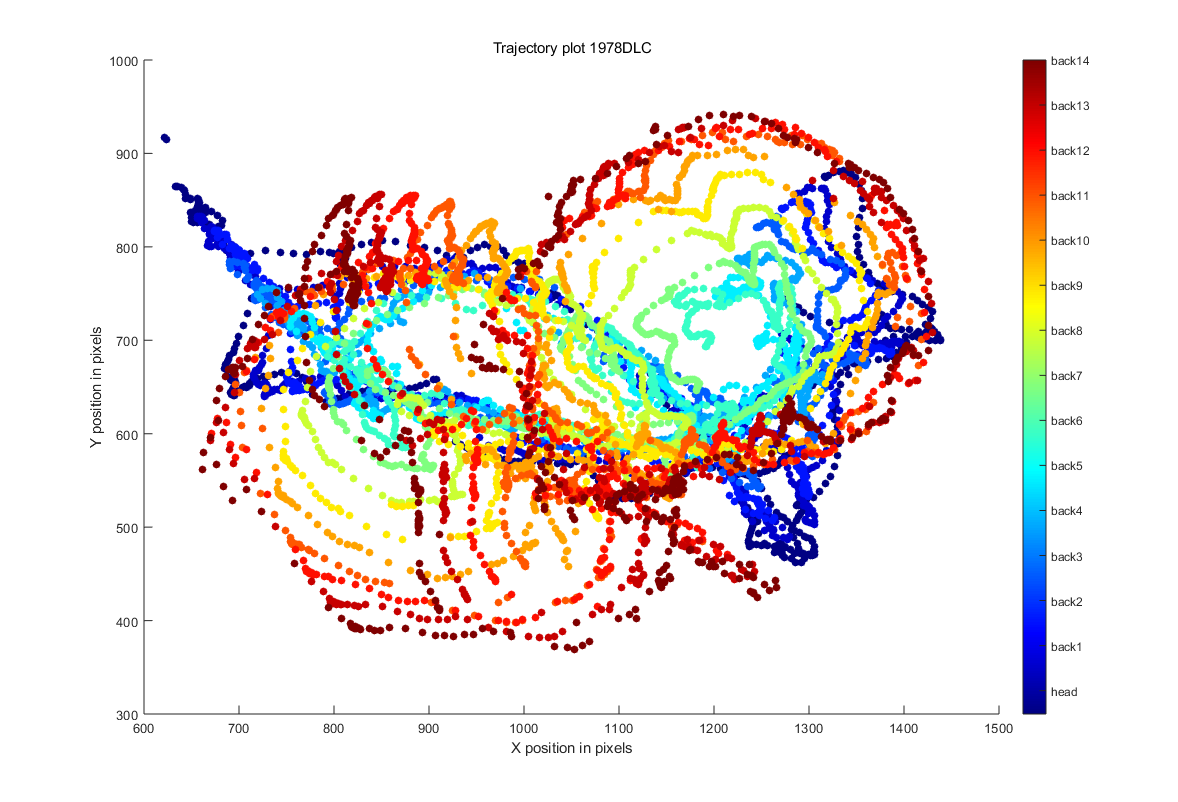 Trajectory plot 1978DLC
1000
900
800
700
600
500
400
300
Y position in pixels
600
700
800
900
1000
1100
1200
1300
1400
1500
X position in pixels
back14
back13
back12
back11
back10
back9
back8
back7
back6
back5
back4
back3
back2
back1
head